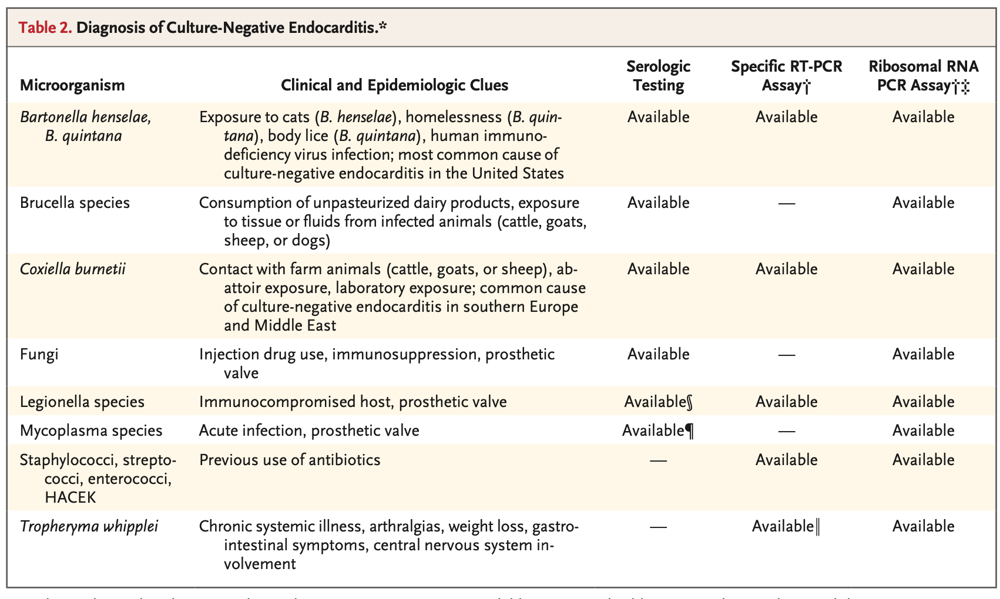 Table 2. Diagnosis of Culture-Negative Endocarditis.*
Microorganism Clinical and Epidemiologic Clues Serologic Testing Specific RT-PCR Assay† Ribosomal RNA PCR Assay†‡
Bartonella henselae, Exposure to cats (B. henselae), homelessness (B. quin- Available Available Available
B. quintana tana), body lice (B. quintana), human immuno-
deficiency virus infection; most common cause of
culture-negative endocarditis in the United States
Brucella species Consumption of unpasteurized dairy products, exposure Available — Available
to tissue or fluids from infected animals (cattle, goats,
sheep, or dogs)
Coxiella burnetii Contact with farm animals (cattle, goats, or sheep), ab- Available Available Available
attoir exposure, laboratory exposure; common cause
of culture-negative endocarditis in southern Europe
and Middle East
Fungi Injection drug use, immunosuppression, prosthetic Available — Available
valve
Legionella species Immunocompromised host, prosthetic valve Available§ Available Available
Mycoplasma species Acute infection, prosthetic valve Available¶ — Available
Staphylococci, strepto- Previous use of antibiotics — Available Available
cocci, enterococci,
HACEK
Tropheryma whipplei Chronic systemic illness, arthralgias, weight loss, gastro- — Available‖ Available
intestinal symptoms, central nervous system in-
volvement